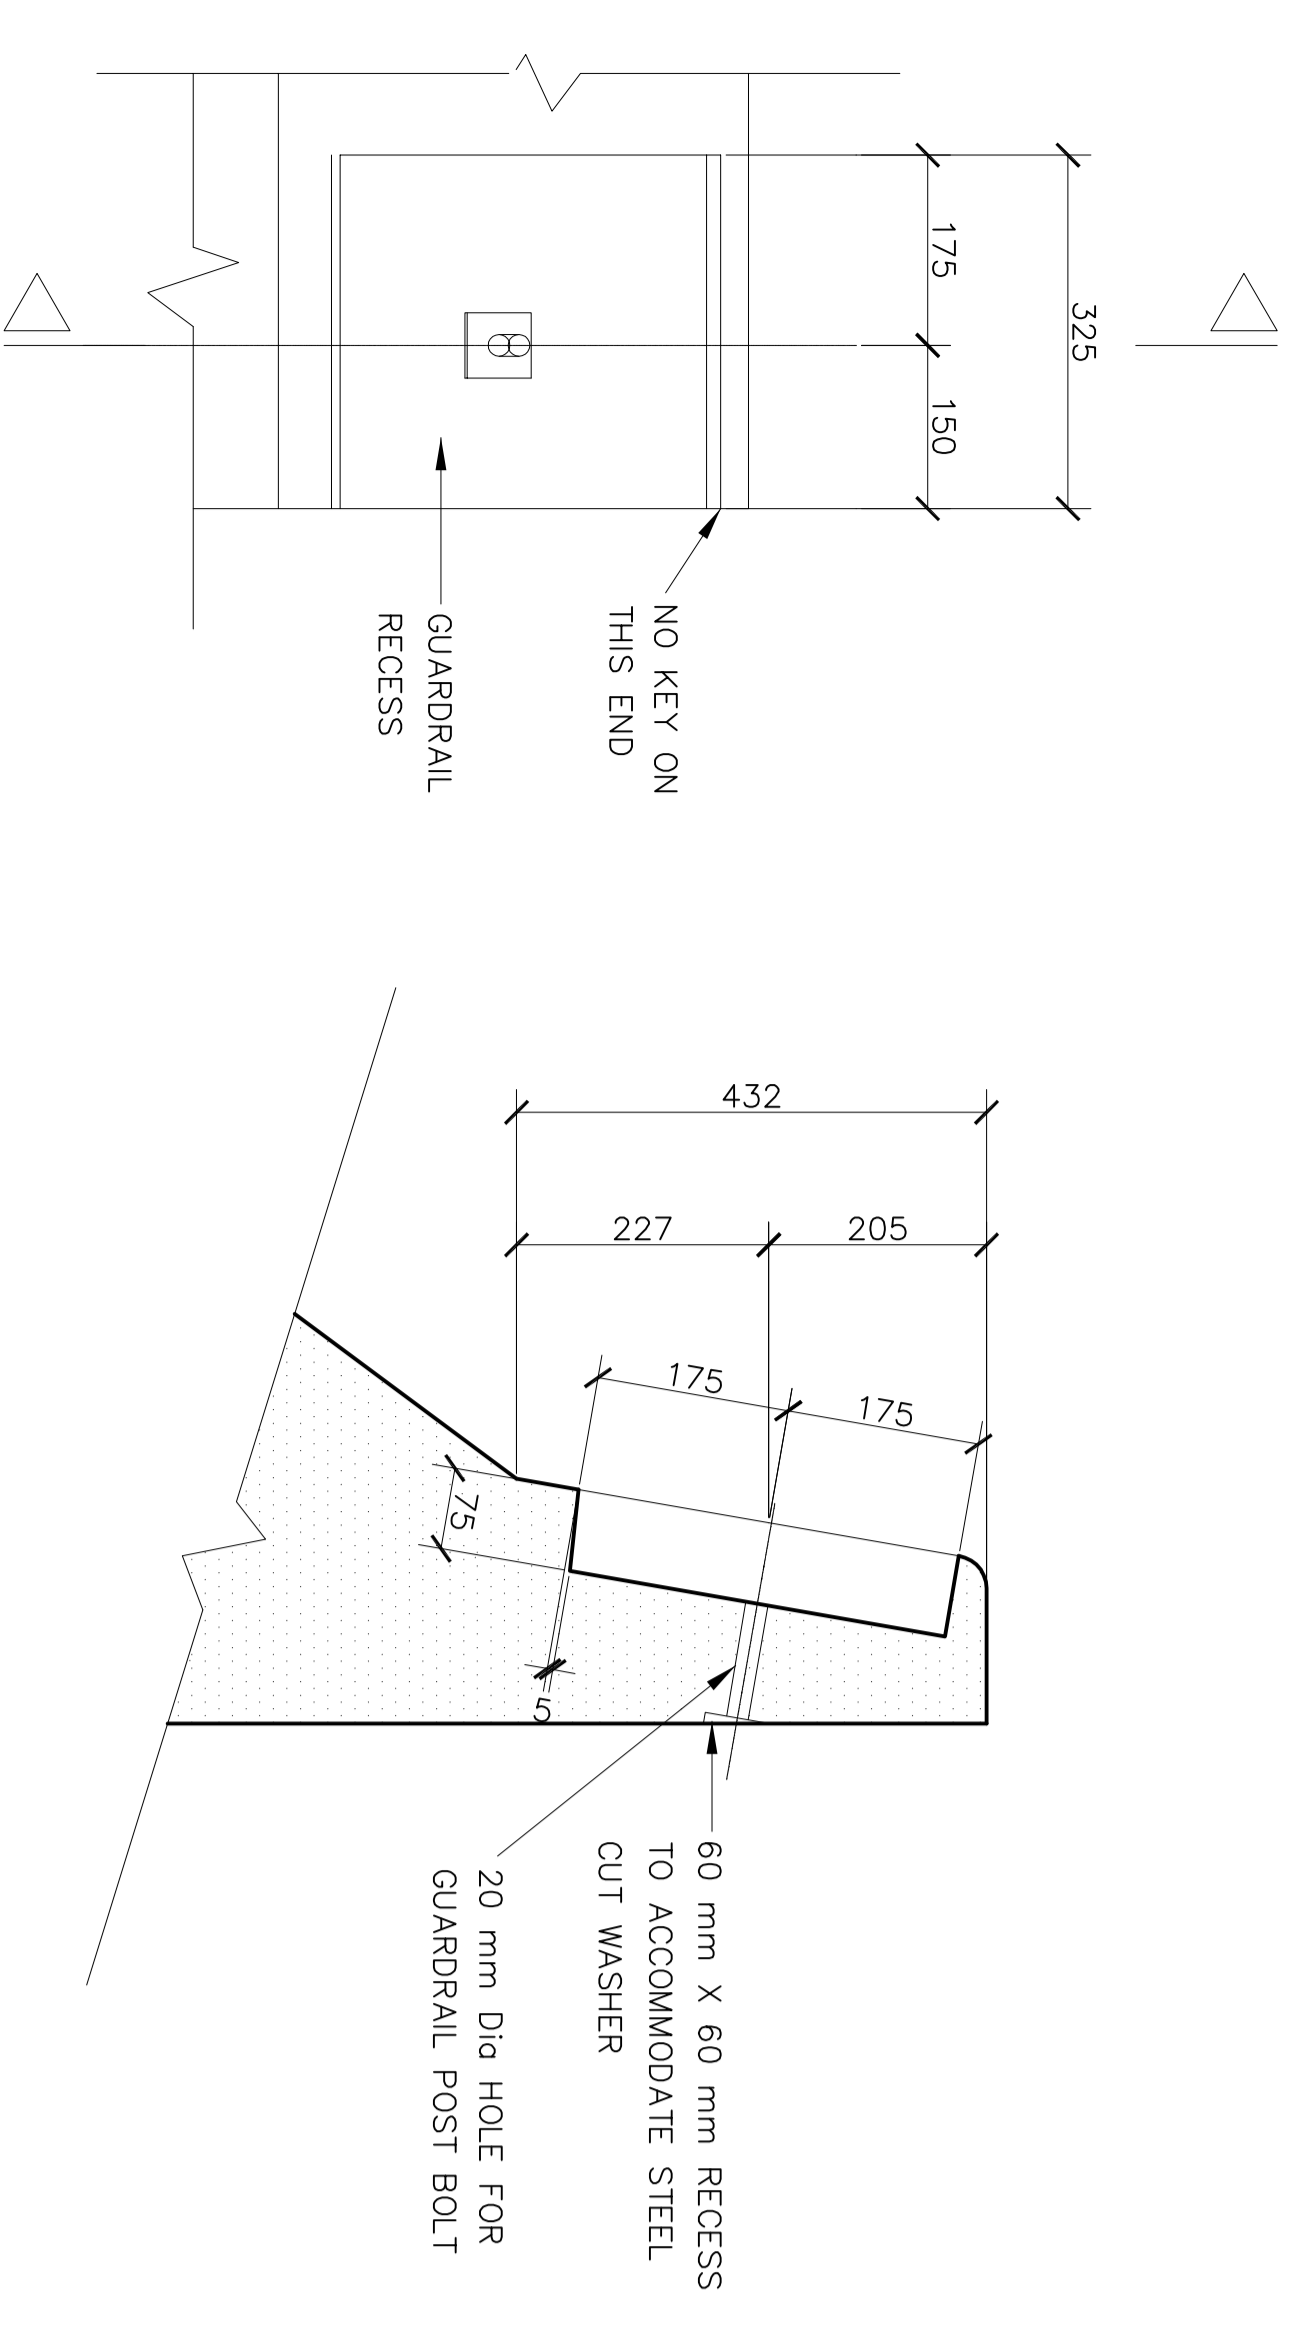 325
175
150
NO KEY ON
THIS END
GUARDRAIL
RECESS
432
227
205
175
175
75
5
60 mm X 60 mm RECESS
TO ACCOMMODATE STEEL
CUT WASHER
20 mm Dia HOLE FOR
GUARDRAIL POST BOLT